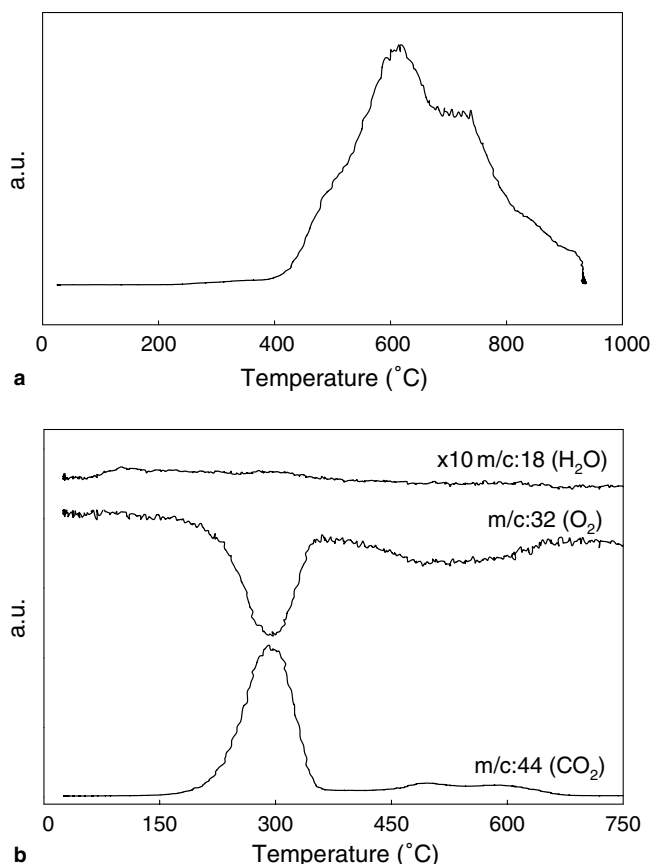 a.u.
0 200 400 600 800 1000
Temperature (˚C)
a
x10 m/c:18 (H₂O)
m/c:32 (O₂)
a.u.
m/c:44 (CO₂)
0 150 300 450 600 750
Temperature (˚C)
b